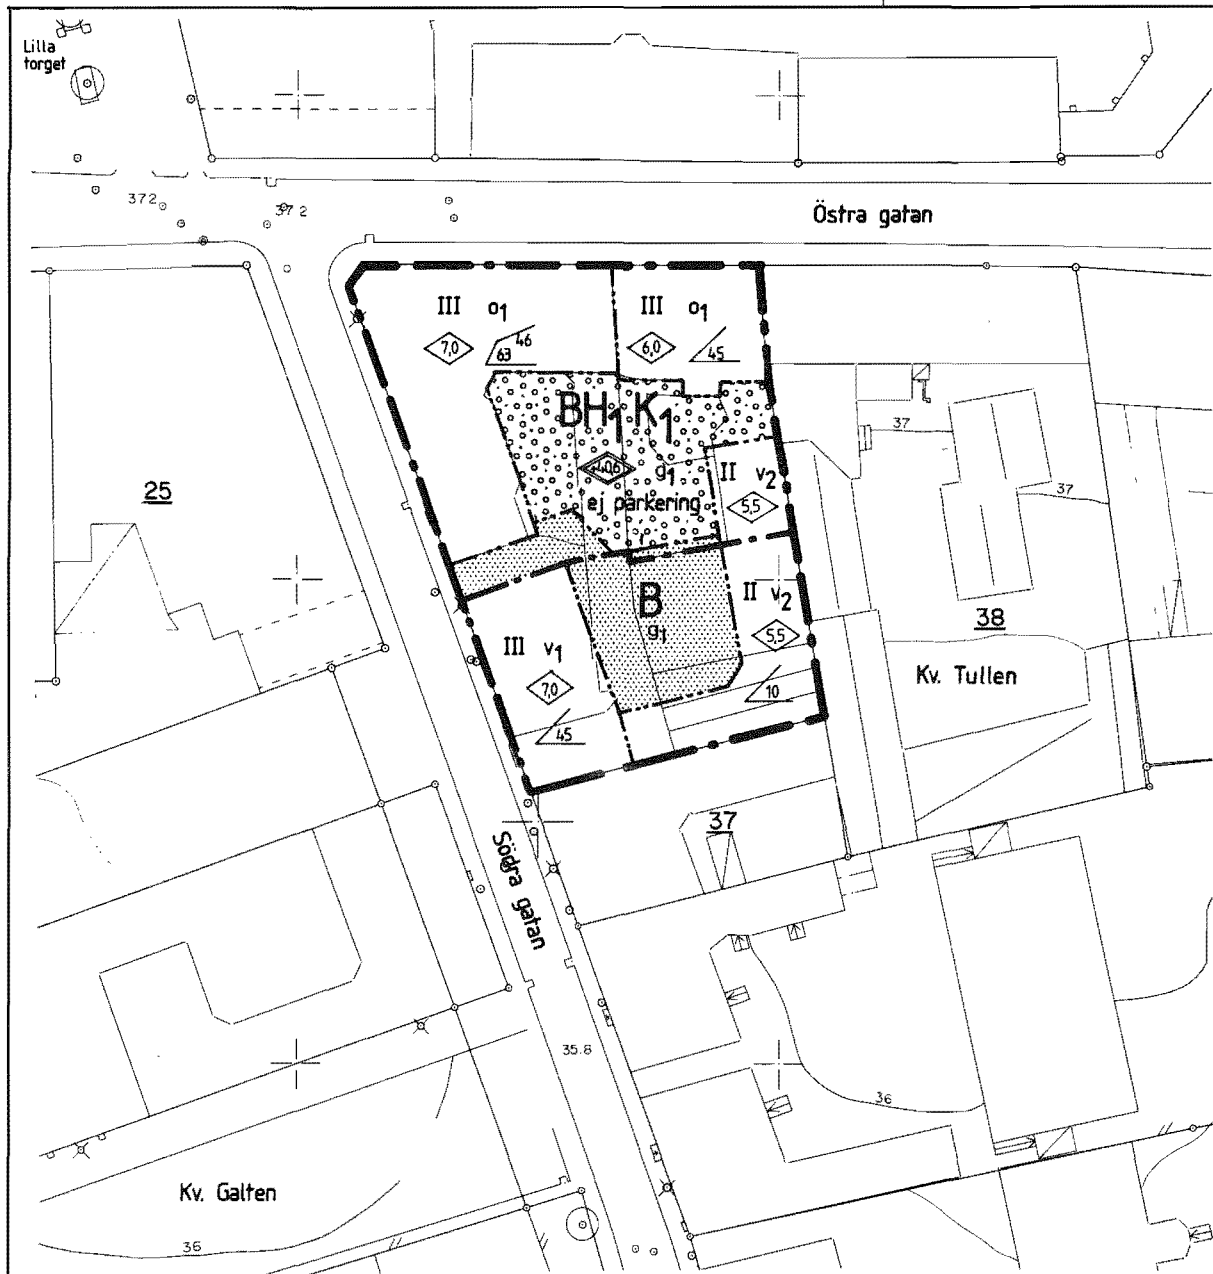 Lilla
torget
372
37 2
Östra gatan
III o1
7,0
63
46
III o1
6,0
45
BH1 K1
+40,6
g1
ej parkering
II v2
5,5
37
37
25
B
g1
II v2
5,5
10
III v1
7,0
45
38
Kv. Tullen
37
Södra gatan
35.8
36
Kv. Galten
36